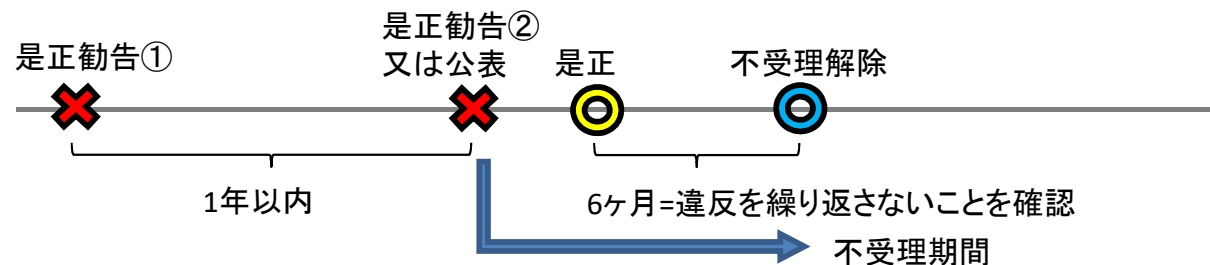 是正勧告①
是正勧告②
又は公表
是正
不受理解除
1年以内
6ヶ月=違反を繰り返さないことを確認
不受理期間